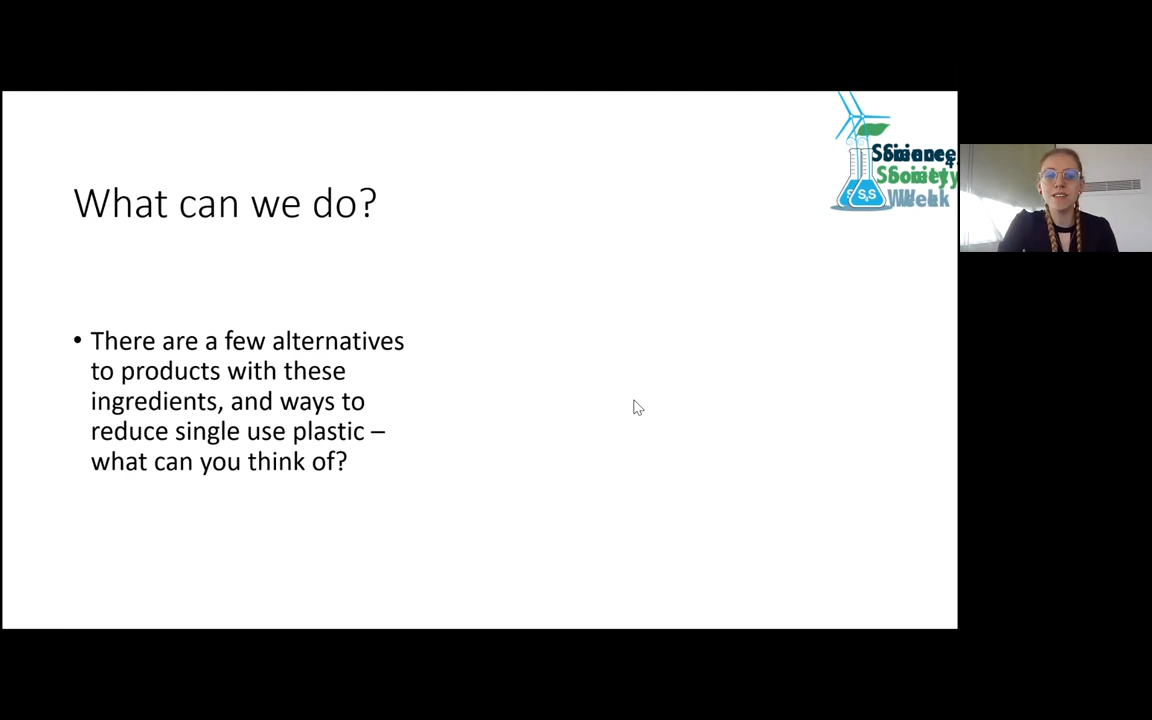 What can we do?
• There are a few alternatives
to products with these
ingredients, and ways to
reduce single use plastic –
what can you think of?
Science
Society
Week
S&S